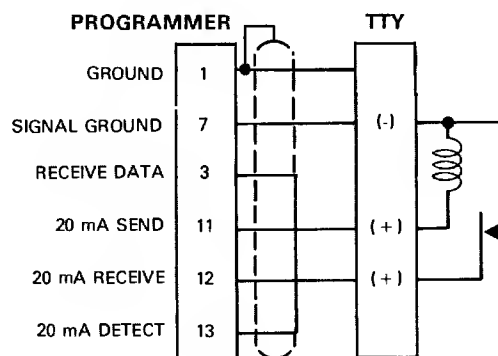 PROGRAMMER TTY
GROUND 1
SIGNAL GROUND 7 (-)
RECEIVE DATA 3
20 mA SEND 11 (+)
20 mA RECEIVE 12 (+)
20 mA DETECT 13